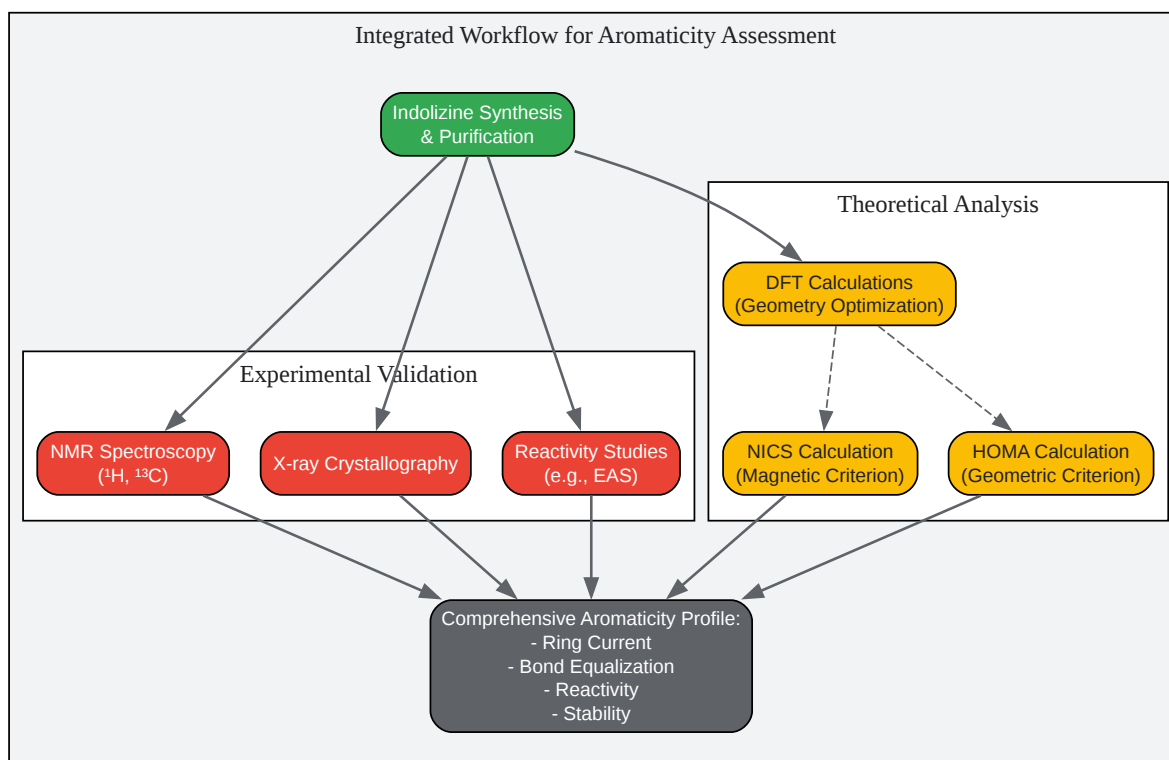 Integrated Workflow for Aromaticity Assessment
Indolizine Synthesis
& Purification
Theoretical Analysis
DFT Calculations
(Geometry Optimization)
Experimental Validation
NMR Spectroscopy
(¹H, ¹³C)
X-ray Crystallography
Reactivity Studies
(e.g., EAS)
NICS Calculation
(Magnetic Criterion)
HOMA Calculation
(Geometric Criterion)
Comprehensive Aromaticity Profile:
- Ring Current
- Bond Equalization
- Reactivity
- Stability